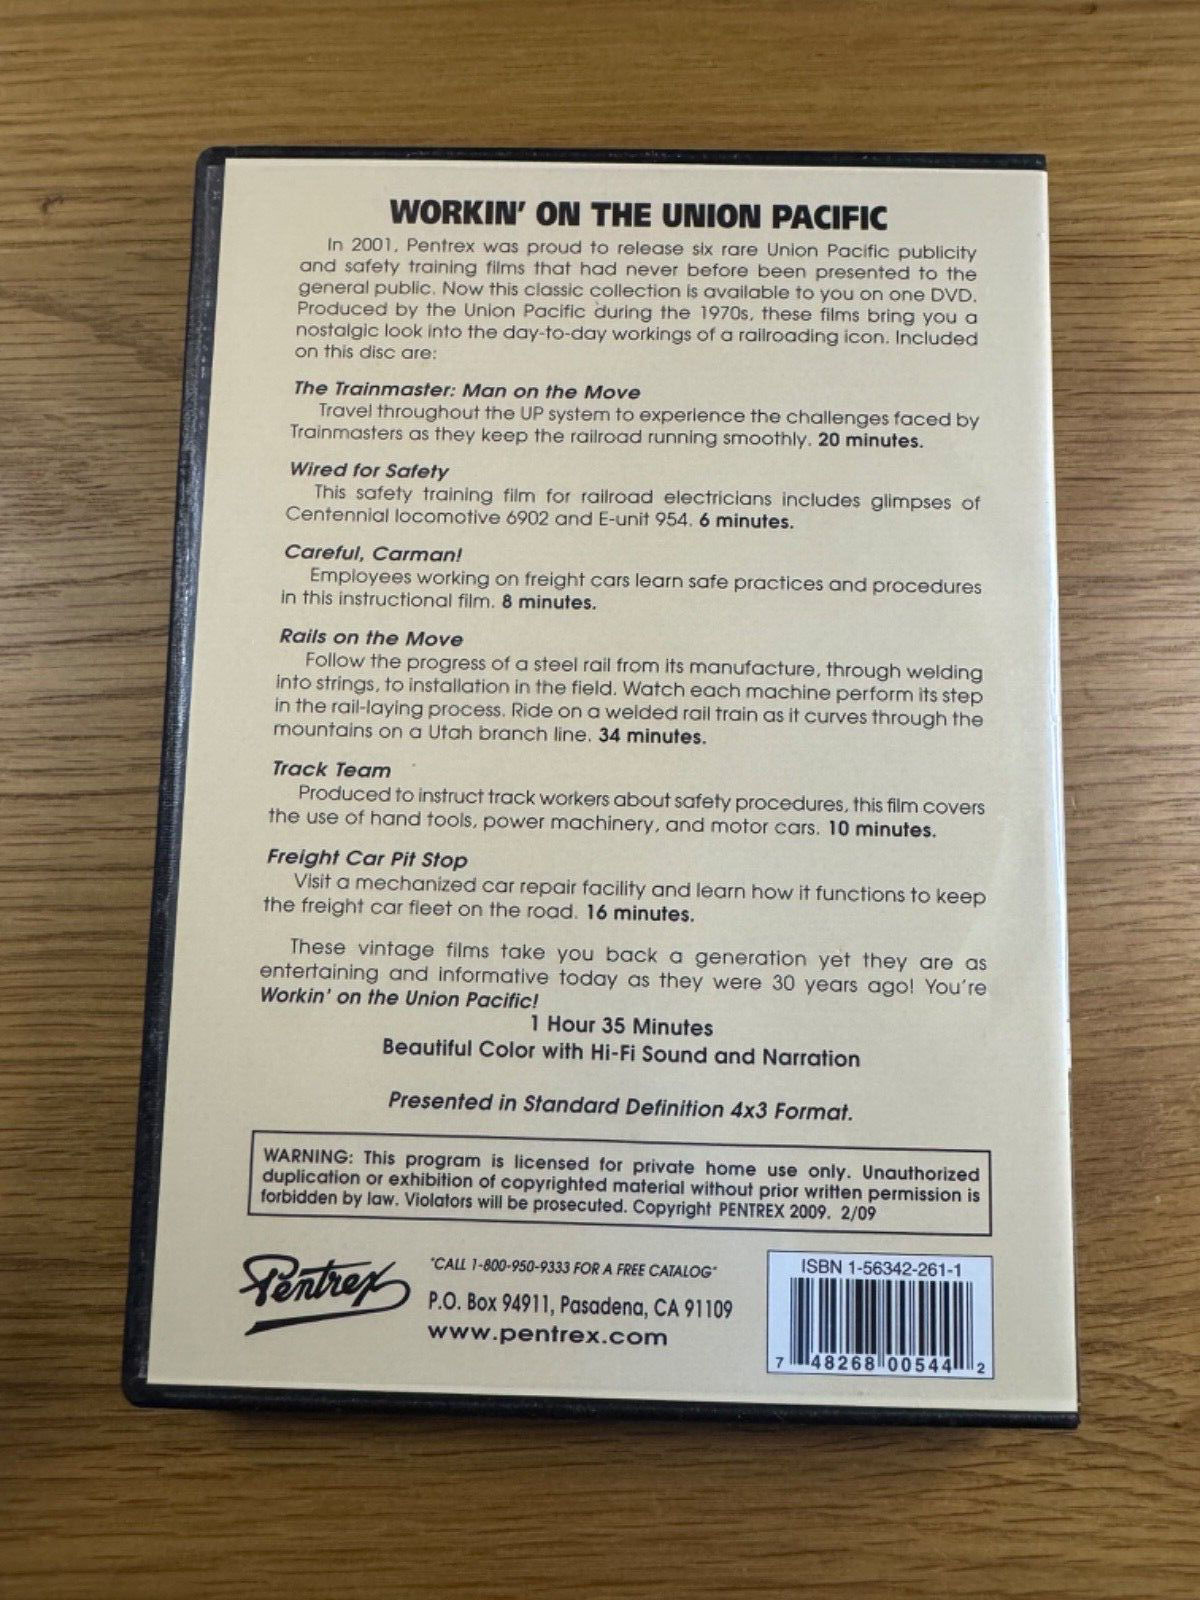 WORKIN' ON THE UNION PACIFIC
In 2001, Pentrex was proud to release six rare Union Pacific publicity
and safety training films that had never before been presented to the
general public. Now this classic collection is available to you on one DVD.
Produced by the Union Pacific during the 1970s, these films bring you a
nostalgic look into the day-to-day workings of a railroading icon. Included
on this disc are:
The Trainmaster: Man on the Move
Travel throughout the UP system to experience the challenges faced by
Trainmasters as they keep the railroad running smoothly. 20 minutes.
Wired for Safety
This safety training film for railroad electricians includes glimpses of
Centennial locomotive 6902 and E-unit 954. 6 minutes.
Careful, Carman!
Employees working on freight cars learn safe practices and procedures
in this instructional film. 8 minutes.
Rails on the Move
Follow the progress of a steel rail from its manufacture, through welding
into strings, to installation in the field. Watch each machine perform its step
in the rail-laying process. Ride on a welded rail train as it curves through the
mountains on a Utah branch line. 34 minutes.
Track Team
Produced to instruct track workers about safety procedures, this film covers
the use of hand tools, power machinery, and motor cars. 10 minutes.
Freight Car Pit Stop
Visit a mechanized car repair facility and learn how it functions to keep
the freight car fleet on the road. 16 minutes.
These vintage films take you back a generation yet they are as
entertaining and informative today as they were 30 years ago! You're
Workin' on the Union Pacific!
1 Hour 35 Minutes
Beautiful Color with Hi-Fi Sound and Narration
Presented in Standard Definition 4x3 Format.
WARNING: This program is licensed for private home use only. Unauthorized
duplication or exhibition of copyrighted material without prior written permission is
forbidden by law. Violators will be prosecuted. Copyright PENTREX 2009. 2/09
Pentrex
"CALL 1-800-950-9333 FOR A FREE CATALOG"
P.O. Box 94911, Pasadena, CA 91109
www.pentrex.com
ISBN 1-56342-261-1
7 48268 00544 2